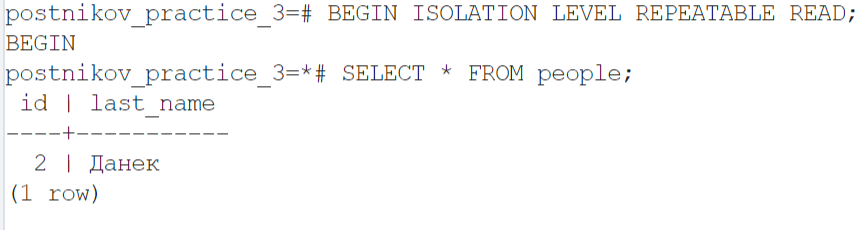 postnikov_practice_3=# BEGIN ISOLATION LEVEL REPEATABLE READ;
BEGIN
postnikov_practice_3=*# SELECT * FROM people;
 id | last_name
----+-----------
  2 | Данек
(1 row)